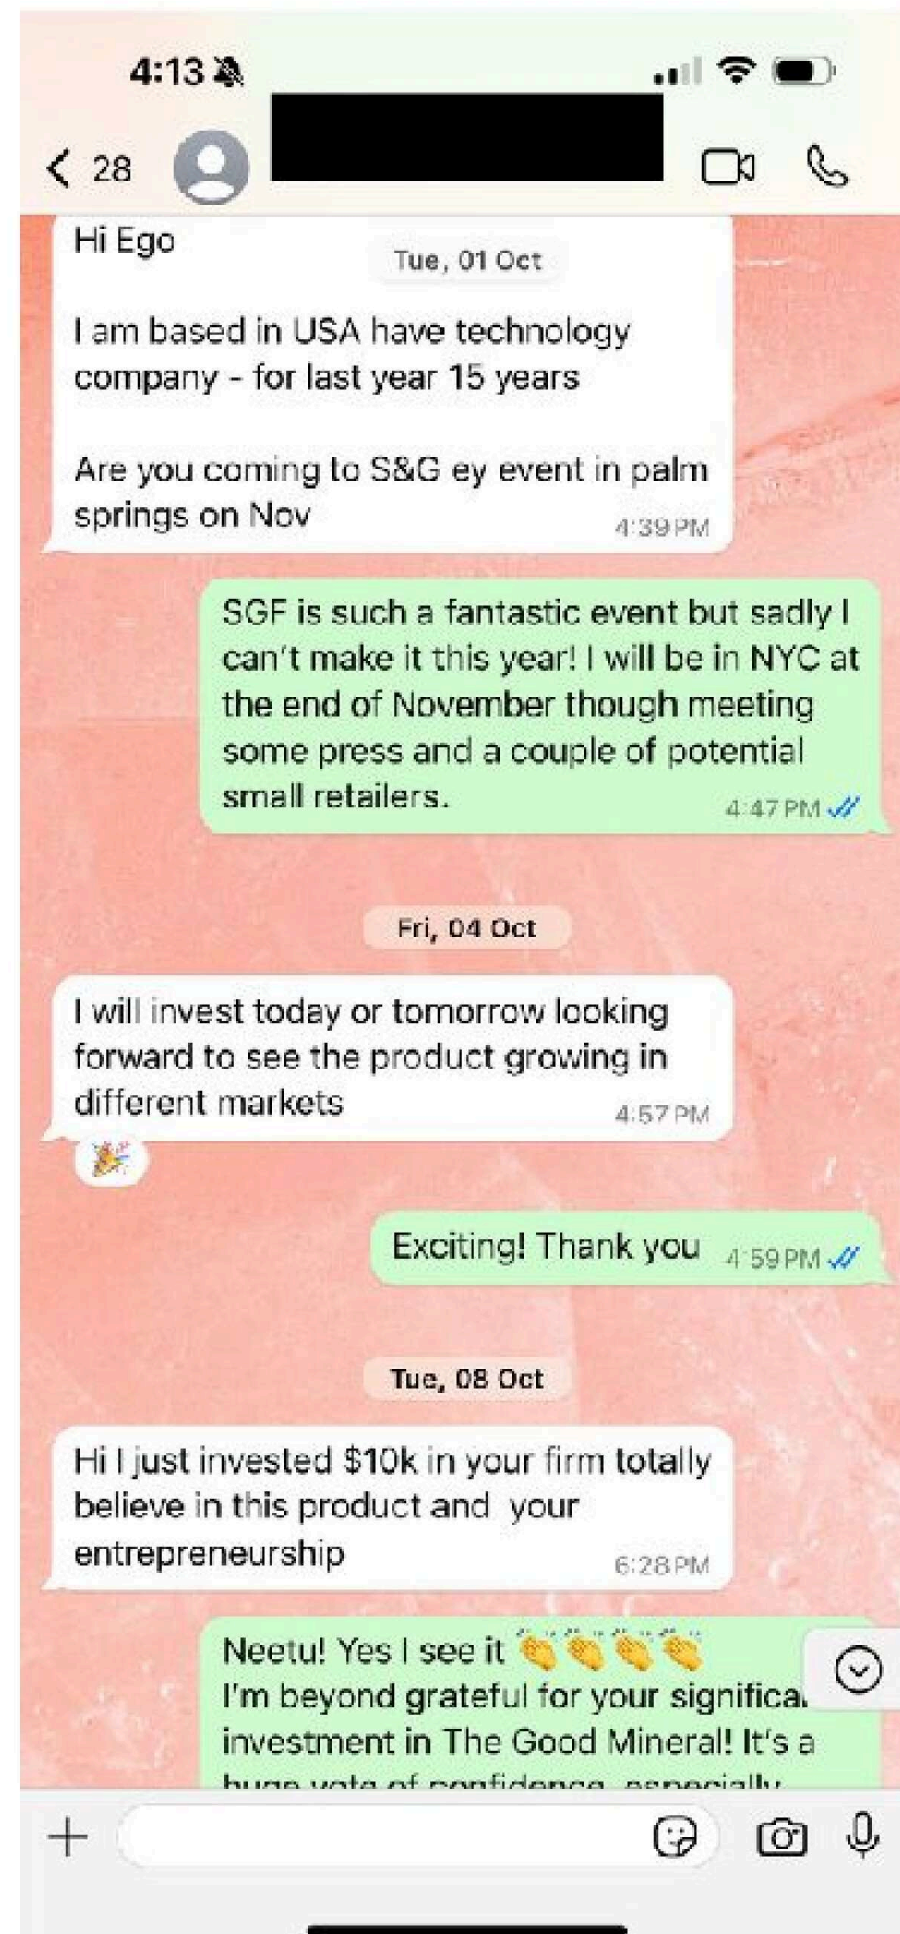 4:13
28
Hi Ego
Tue, 01 Oct
I am based in USA have technology
company - for last year 15 years
Are you coming to S&G ey event in palm
springs on Nov
4:39 PM
SGF is such a fantastic event but sadly I
can't make it this year! I will be in NYC at
the end of November though meeting
some press and a couple of potential
small retailers.
4:47 PM
Fri, 04 Oct
I will invest today or tomorrow looking
forward to see the product growing in
different markets
4:57 PM
Exciting! Thank you
4:59 PM
Tue, 08 Oct
Hi I just invested $10k in your firm totally
believe in this product and your
entrepreneurship
6:28 PM
Neetu! Yes I see it 👏👏👏👏
I'm beyond grateful for your significa
investment in The Good Mineral! It's a
huge vote of confidence, especially